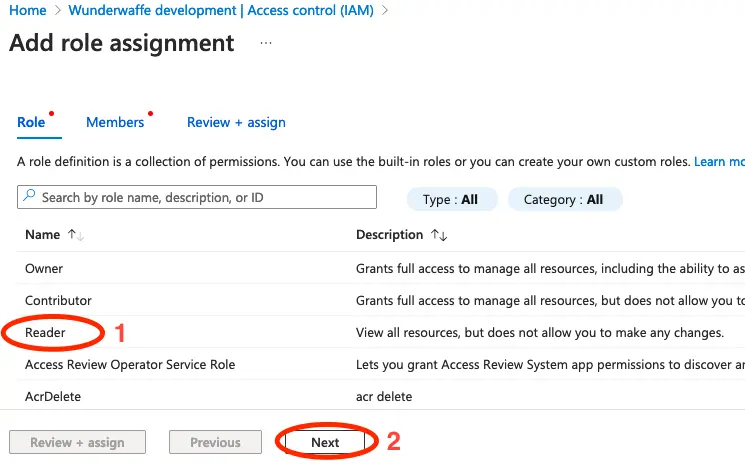 Home > Wunderwaffe development | Access control (IAM) >
Add role assignment ...
Role Members Review + assign
A role definition is a collection of permissions. You can use the built-in roles or you can create your own custom roles. Learn mo
Search by role name, description, or ID Type : All Category : All
Name ↑↓ Description ↑↓
Owner Grants full access to manage all resources, including the ability to as
Contributor Grants full access to manage all resources, but does not allow you to
Reader 1 View all resources, but does not allow you to make any changes.
Access Review Operator Service Role Lets you grant Access Review System app permissions to discover an
AcrDelete acr delete
Review + assign Previous Next 2